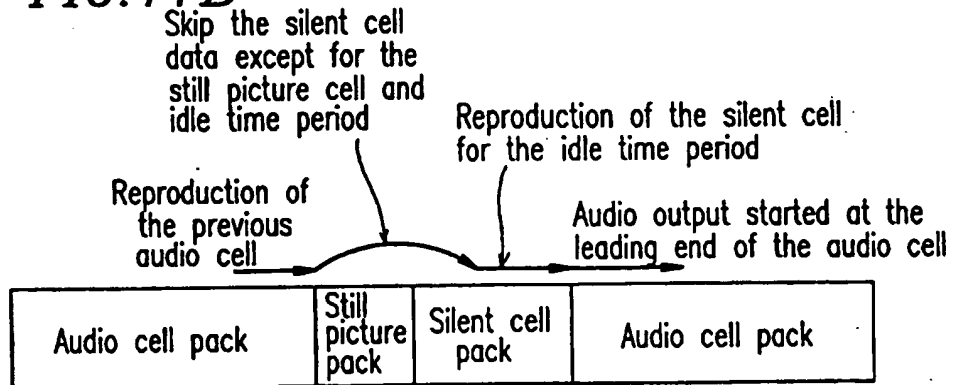 Skip the silent cell
data except for the
still picture cell and
idle time period
Reproduction of the silent cell
for the idle time period
Reproduction of
the previous
audio cell
Audio output started at the
leading end of the audio cell
Audio cell pack
Still
picture
pack
Silent cell
pack
Audio cell pack